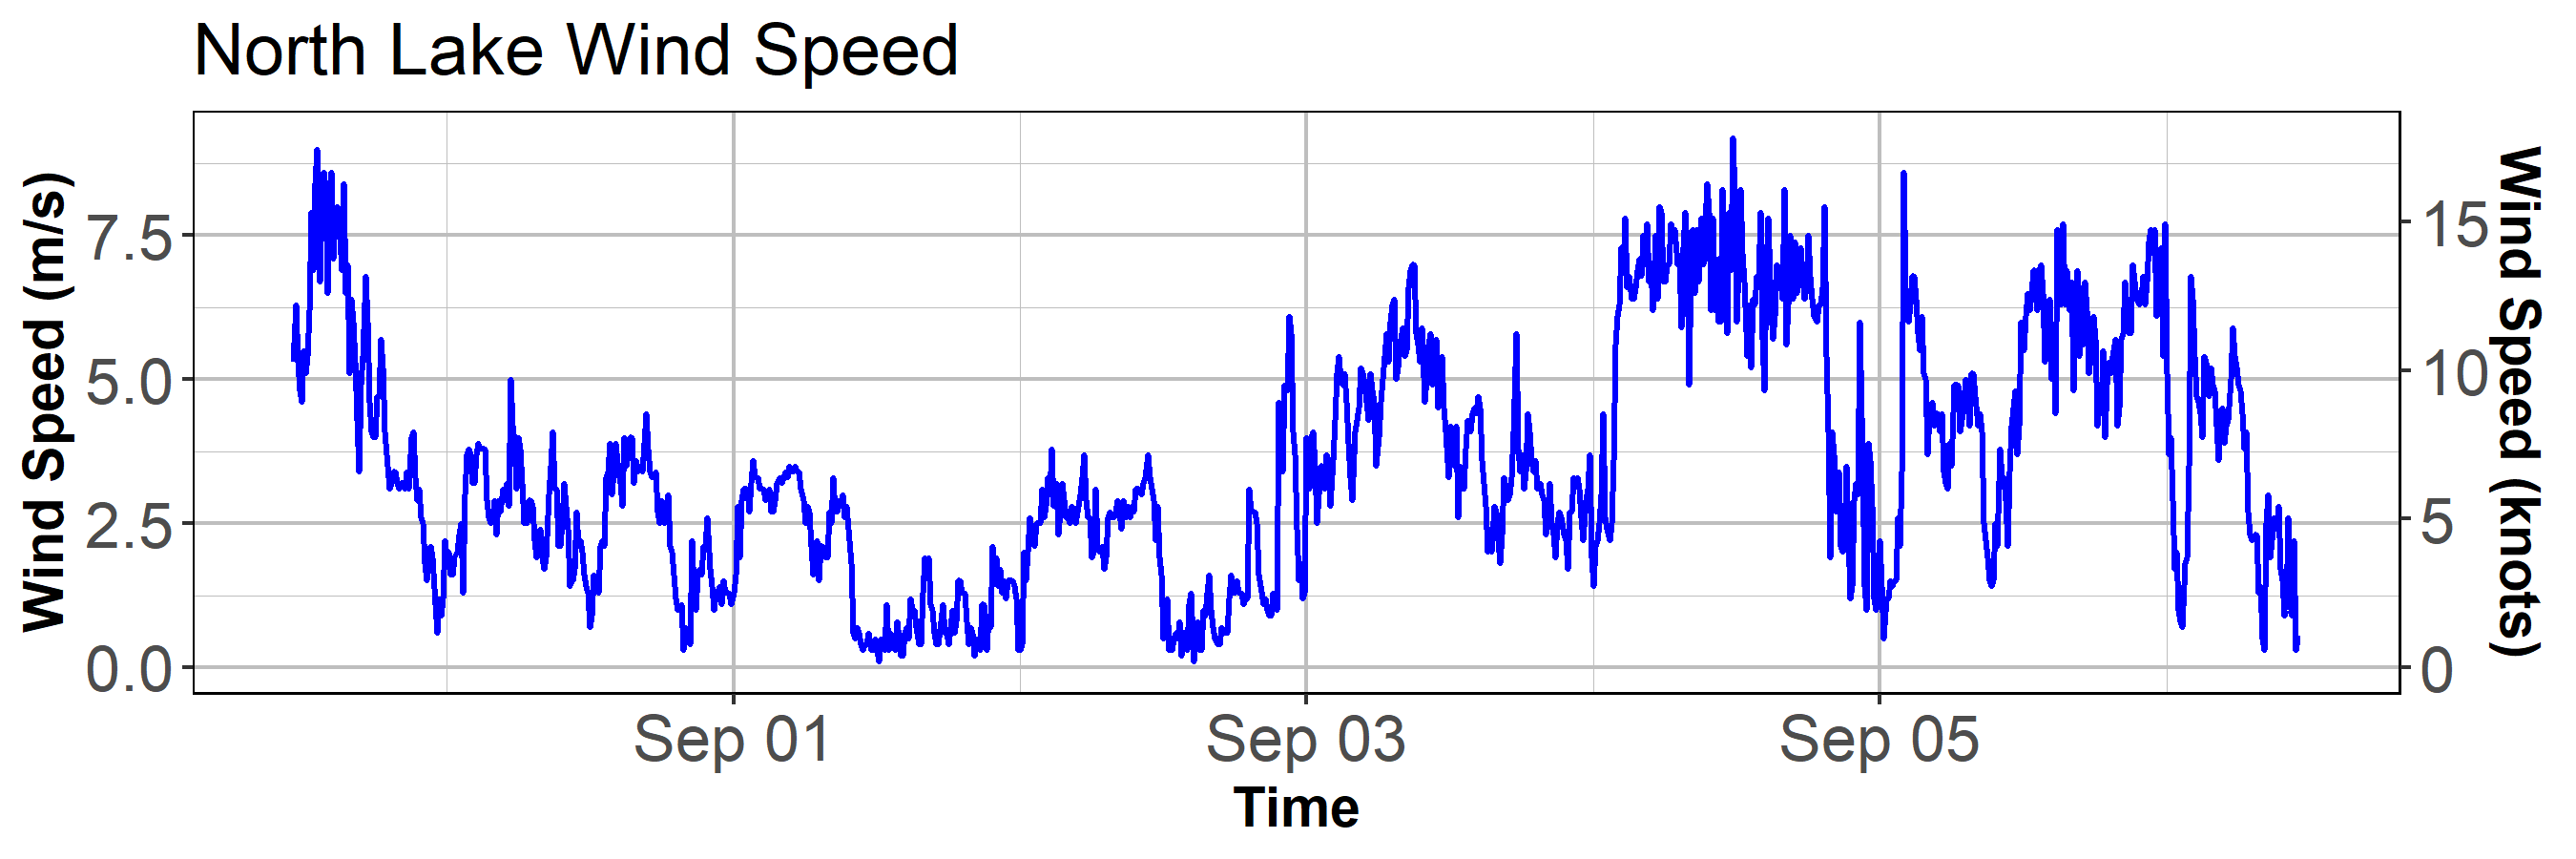 North Lake Wind Speed
Wind Speed (m/s)
7.5
5.0
2.5
0.0
15
10
5
0
Wind Speed (knots)
Sep 01
Sep 03
Sep 05
Time